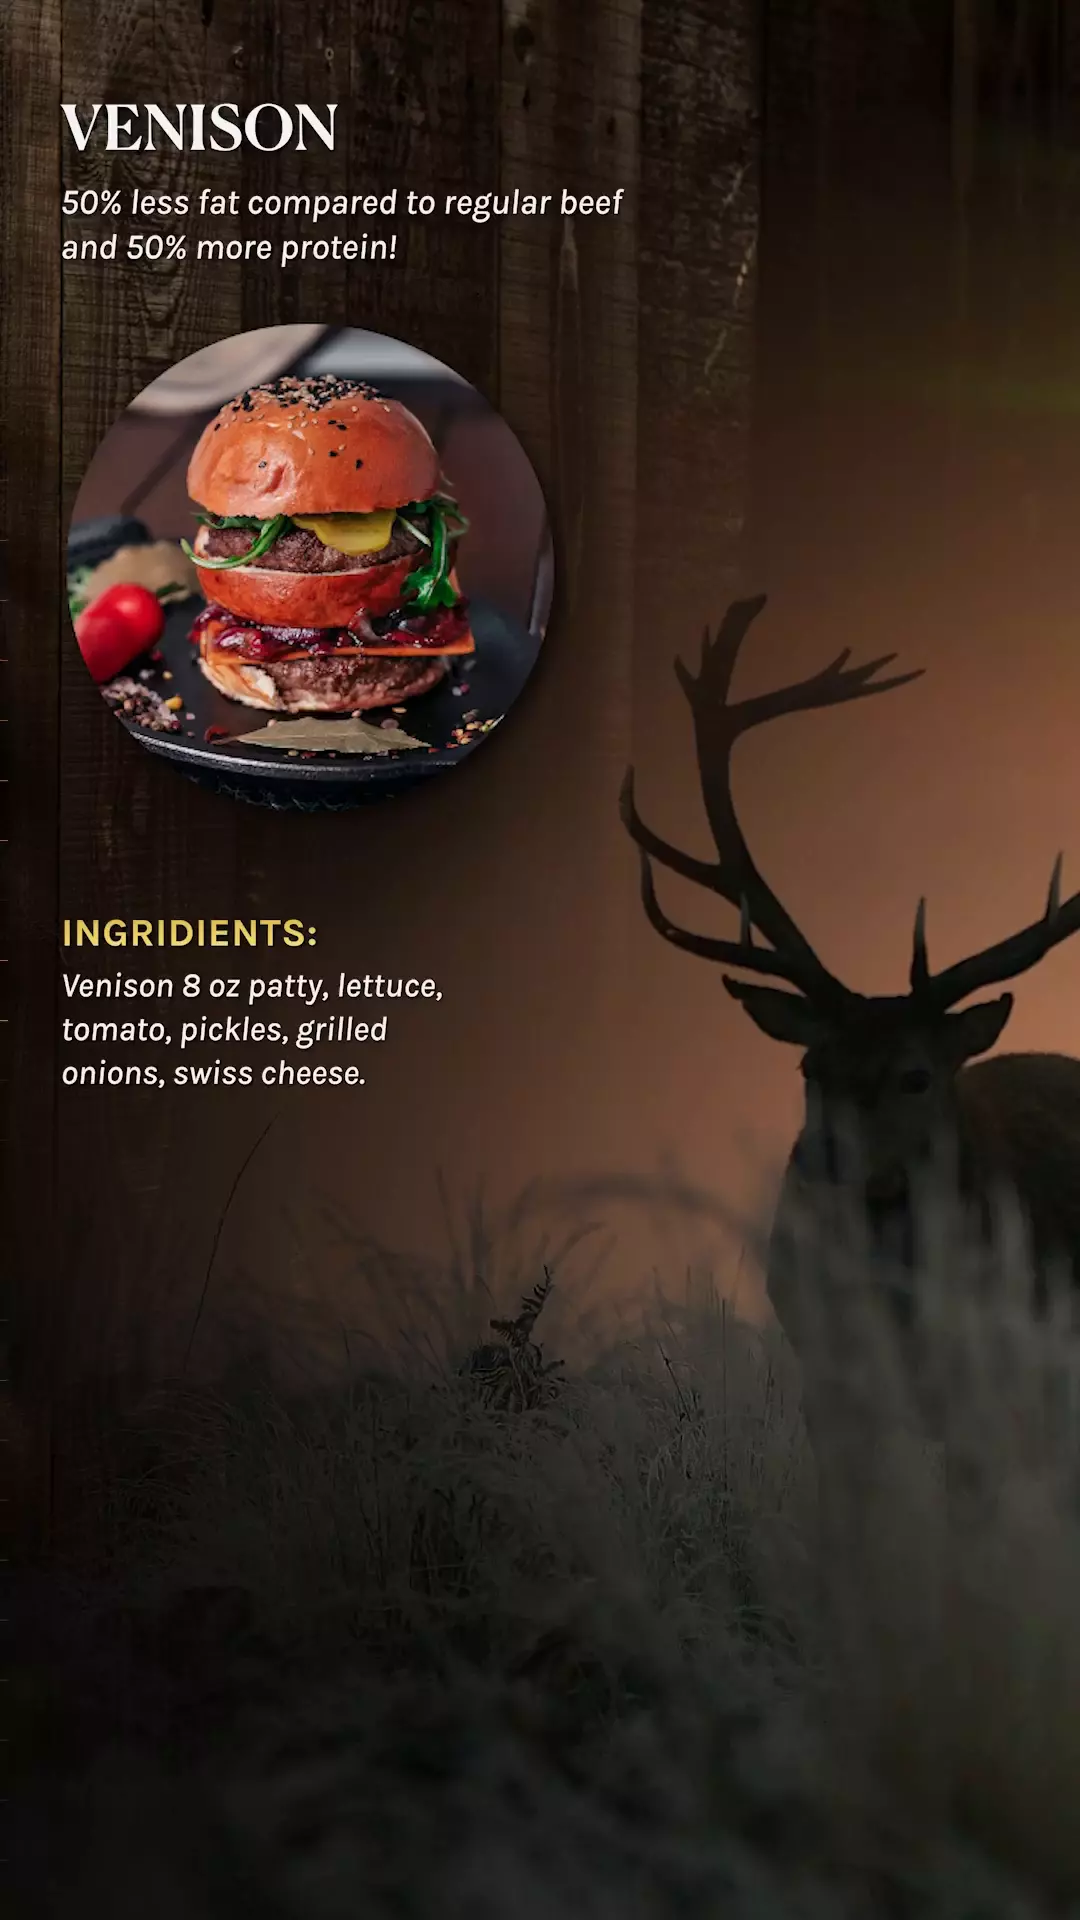 VENISON
50% less fat compared to regular beef
and 50% more protein!
INGRIDIENTS:
Venison 8 oz patty, lettuce,
tomato, pickles, grilled
onions, swiss cheese.